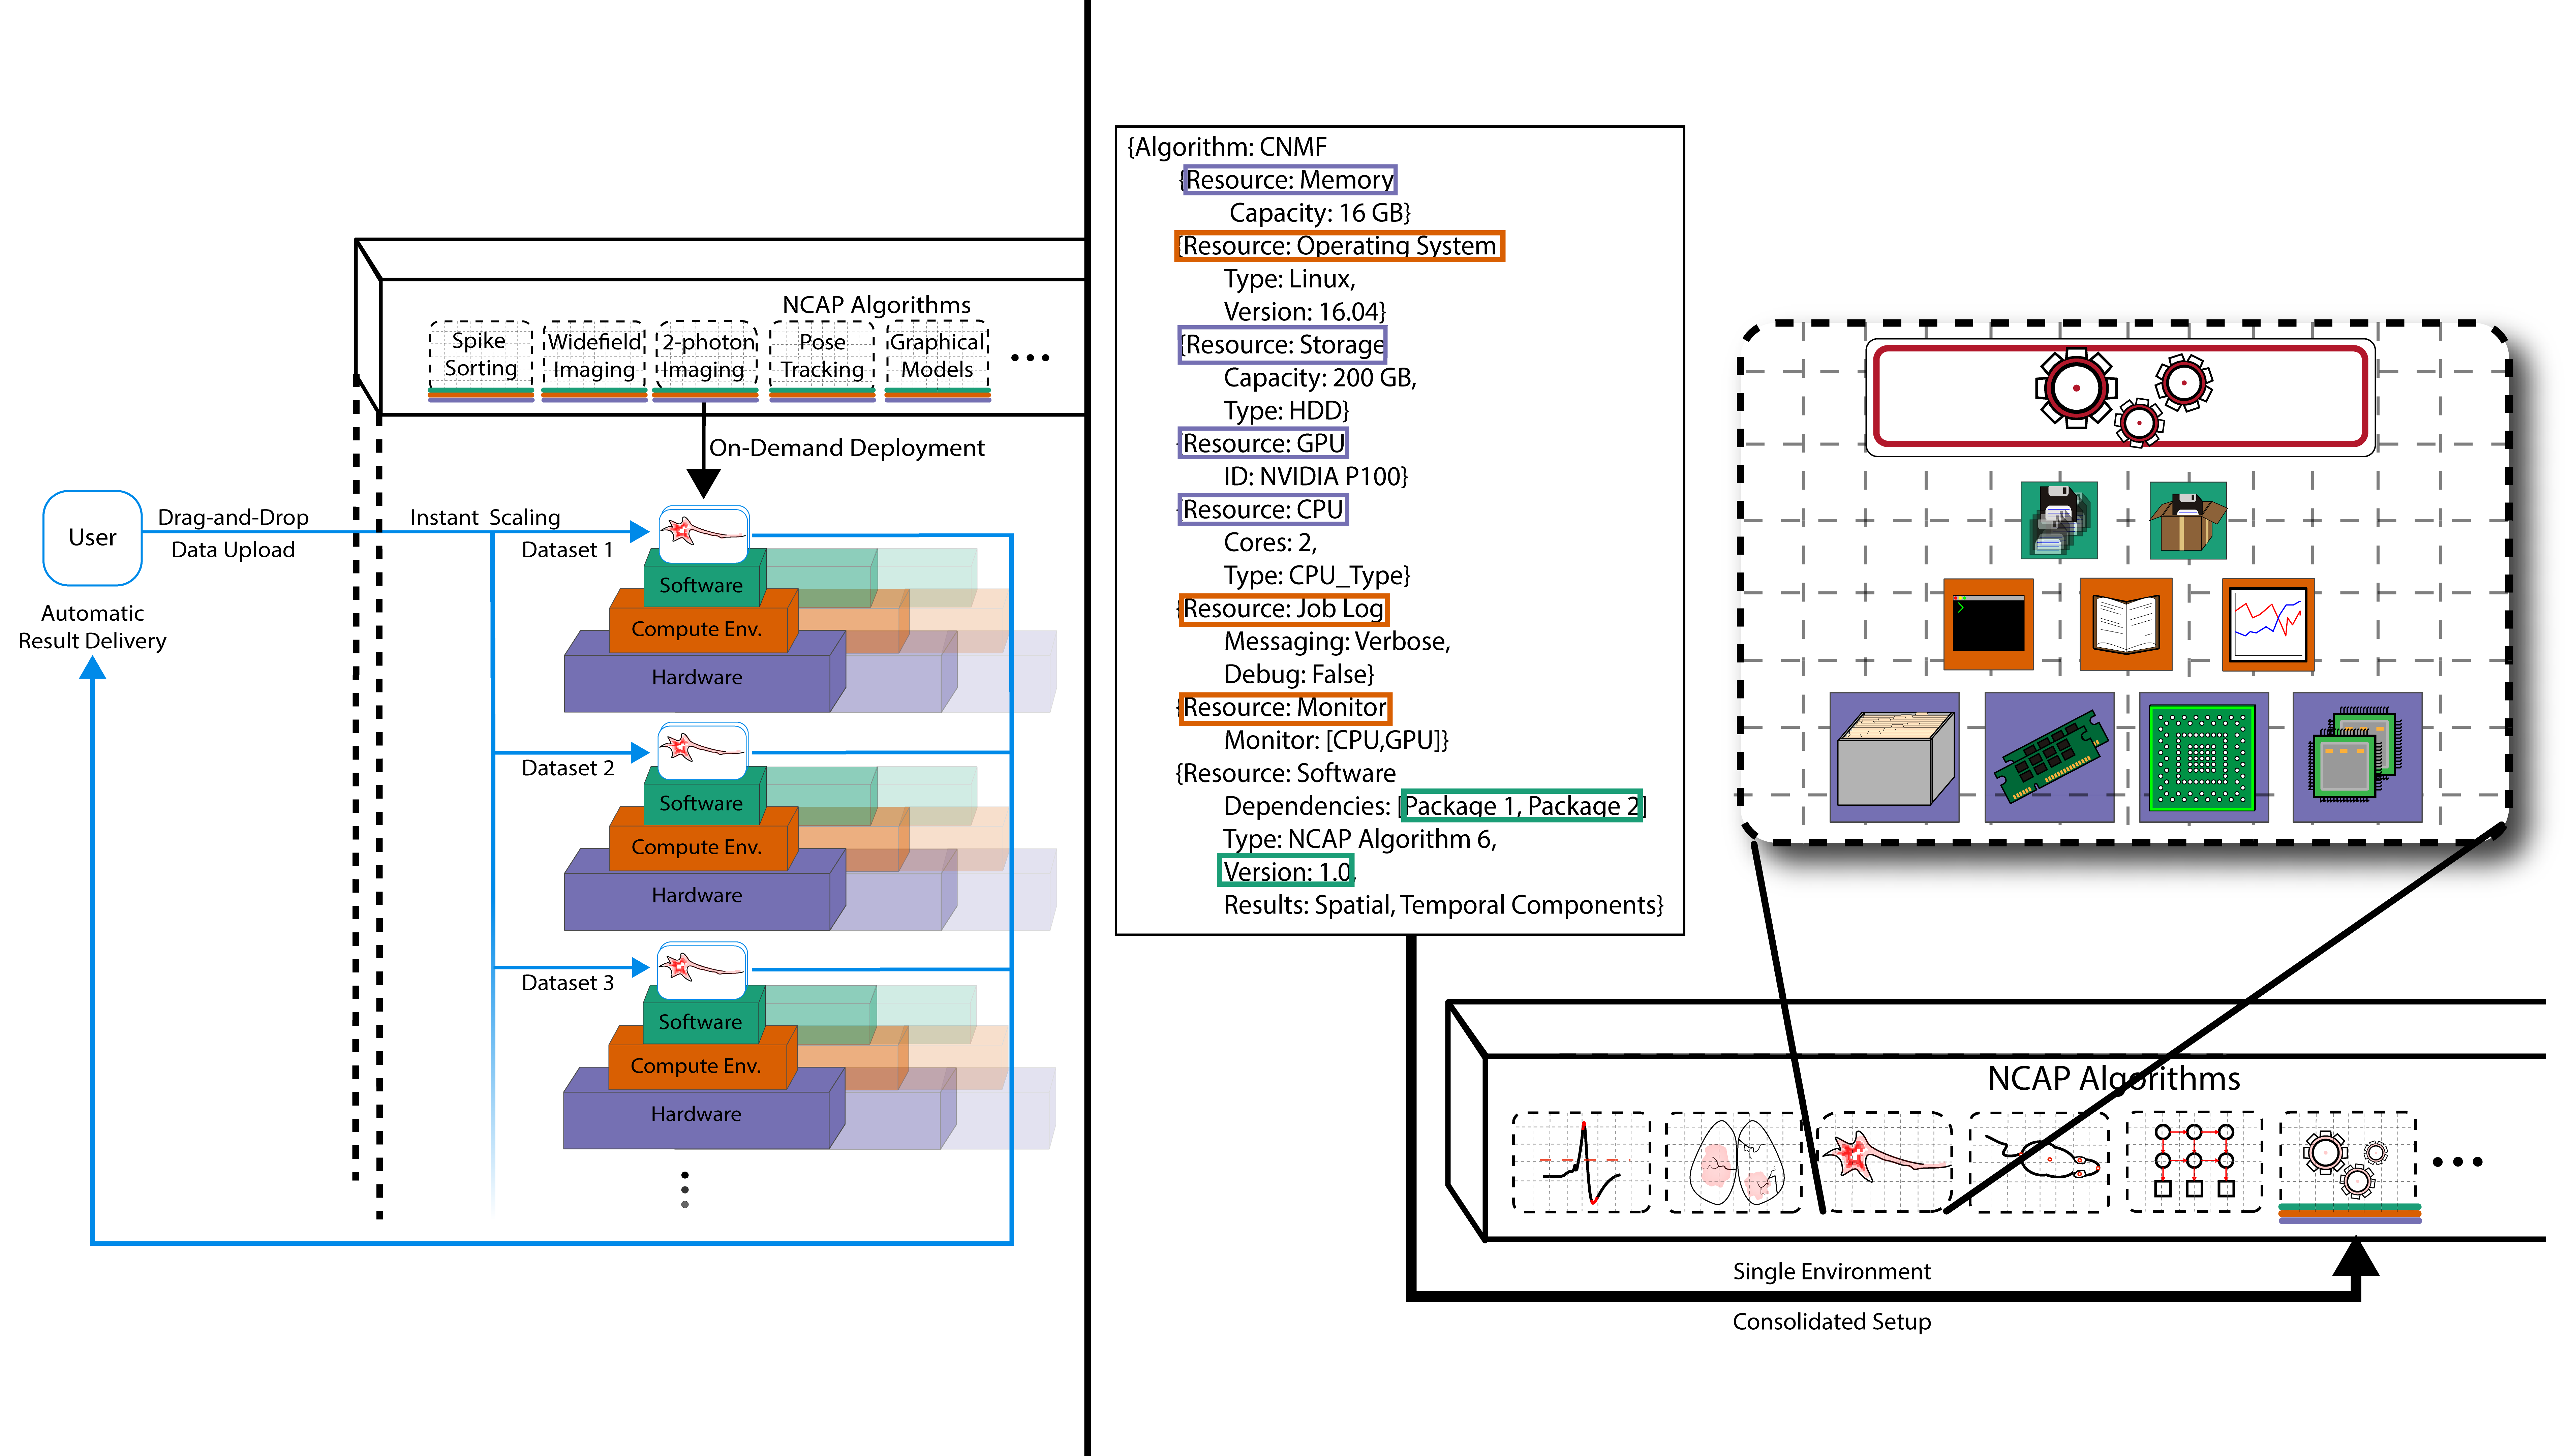 NCAP Algorithms
Spike
Sorting
Widefield
Imaging
2-photon
Imaging
Pose
Tracking
Graphical
Models
On-Demand Deployment
User
Drag-and-Drop
Data Upload
Automatic
Result Delivery
Instant Scaling
Dataset 1
Software
Compute Env.
Hardware
Dataset 2
Software
Compute Env.
Hardware
Dataset 3
Software
Compute Env.
Hardware
{Algorithm: CNMF
{Resource: Memory
Capacity: 16 GB}
{Resource: Operating System
Type: Linux,
Version: 16.04}
{Resource: Storage
Capacity: 200 GB,
Type: HDD}
{Resource: GPU
ID: NVIDIA P100}
{Resource: CPU
Cores: 2,
Type: CPU_Type}
{Resource: Job Log
Messaging: Verbose,
Debug: False}
{Resource: Monitor
Monitor: [CPU,GPU]}
{Resource: Software
Dependencies: [Package 1, Package 2]
Type: NCAP Algorithm 6,
Version: 1.0,
Results: Spatial, Temporal Components}
NCAP Algorithms
Single Environment
Consolidated Setup